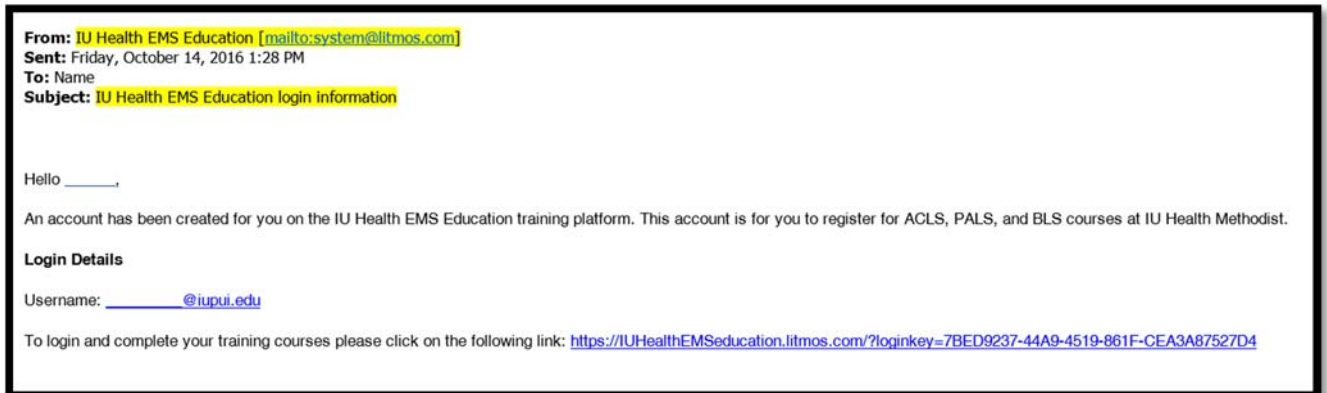 From: IU Health EMS Education [mailto:system@litmos.com]
Sent: Friday, October 14, 2016 1:28 PM
To: Name
Subject: IU Health EMS Education login information
Hello ______,
An account has been created for you on the IU Health EMS Education training platform. This account is for you to register for ACLS, PALS, and BLS courses at IU Health Methodist.
Login Details
Username: _________@iupui.edu
To login and complete your training courses please click on the following link: https://IUHealthEMSeducation.litmos.com/?loginkey=7BED9237-44A9-4519-861F-CEA3A87527D4